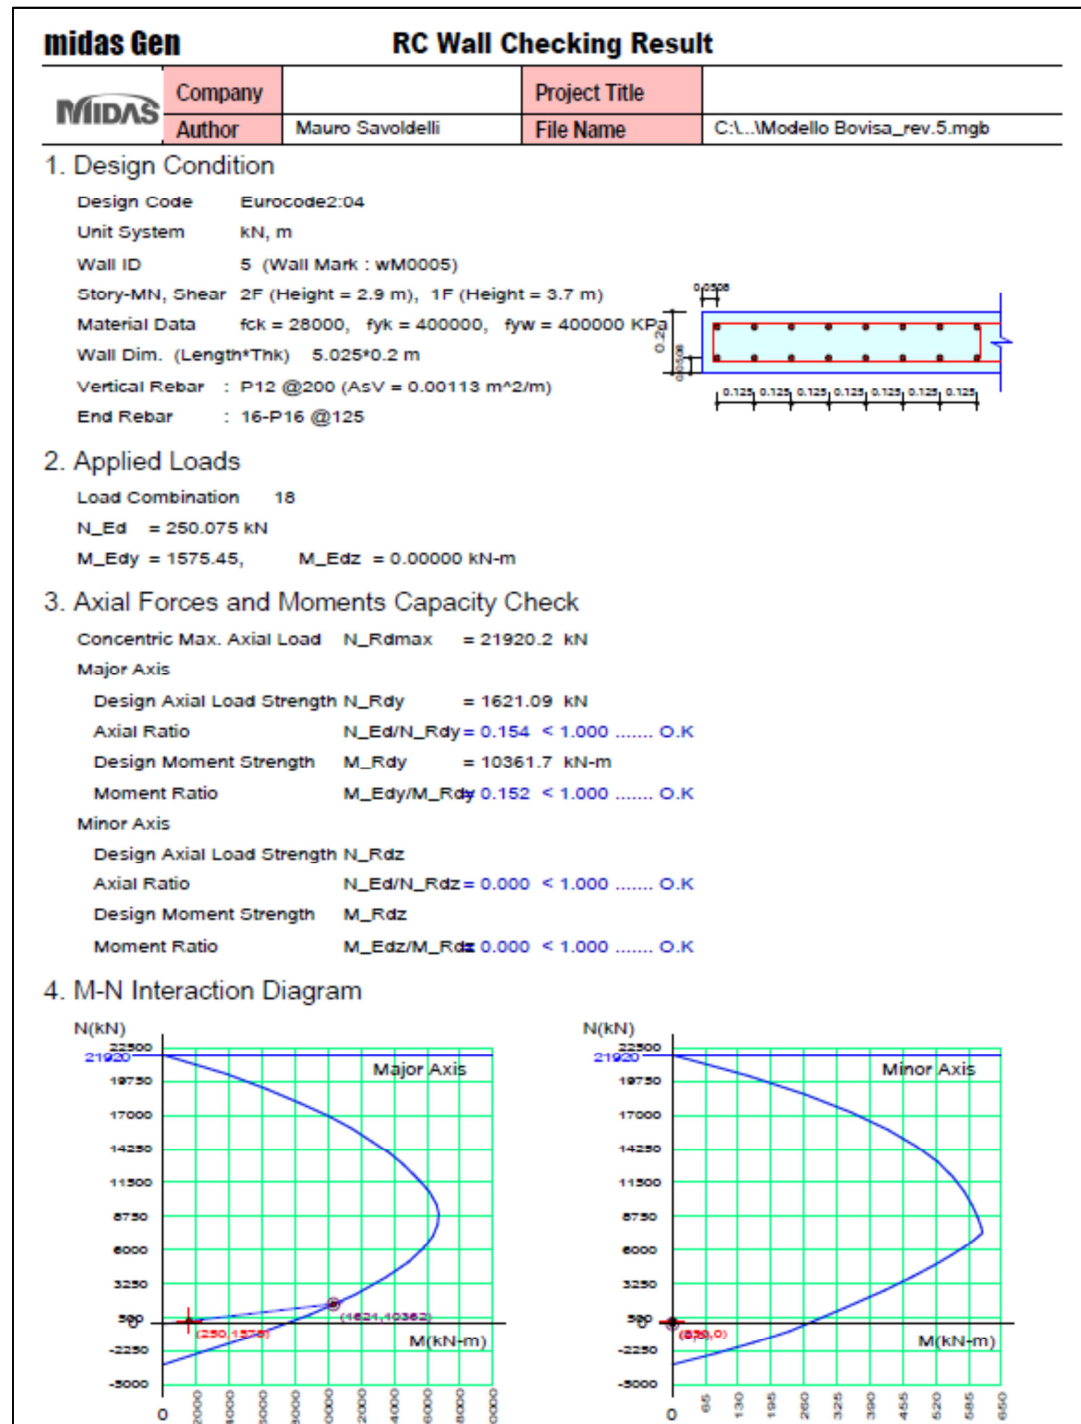 midas Gen RC Wall Checking Result
MIDAS Company Project Title
Author Mauro Savoldelli File Name C:\...\Modello Bovisa_rev.5.mgb
1. Design Condition
Design Code Eurocode2:04
Unit System kN, m
Wall ID 5 (Wall Mark : wM0005)
Story-MN, Shear 2F (Height = 2.9 m), 1F (Height = 3.7 m)
Material Data fck = 28000, fyk = 400000, fyw = 400000 KPa
Wall Dim. (Length*Thk) 5.025*0.2 m
Vertical Rebar : P12 @200 (AsV = 0.00113 m^2/m)
End Rebar : 16-P16 @125
0.0508
0.2
0.0508
0.125 0.125 0.125 0.125 0.125 0.125 0.125
2. Applied Loads
Load Combination 18
N_Ed = 250.075 kN
M_Edy = 1575.45, M_Edz = 0.00000 kN-m
3. Axial Forces and Moments Capacity Check
Concentric Max. Axial Load N_Rdmax = 21920.2 kN
Major Axis
Design Axial Load Strength N_Rdy = 1621.09 kN
Axial Ratio N_Ed/N_Rdy = 0.154 < 1.000 ....... O.K
Design Moment Strength M_Rdy = 10361.7 kN-m
Moment Ratio M_Edy/M_Rdy = 0.152 < 1.000 ....... O.K
Minor Axis
Design Axial Load Strength N_Rdz
Axial Ratio N_Ed/N_Rdz = 0.000 < 1.000 ....... O.K
Design Moment Strength M_Rdz
Moment Ratio M_Edz/M_Rdz = 0.000 < 1.000 ....... O.K
4. M-N Interaction Diagram
N(kN)
22500
21920
Major Axis
19750
17000
14250
11500
8750
6000
3250
500
0
(1621,10362)
(250,1575)
M(kN-m)
-2250
-5000
0
N(kN)
22500
21920
Minor Axis
19750
17000
14250
11500
8750
6000
3250
500
0
M(kN-m)
-2250
-5000
0 65 130 195 260 325 390 455 520 585 650